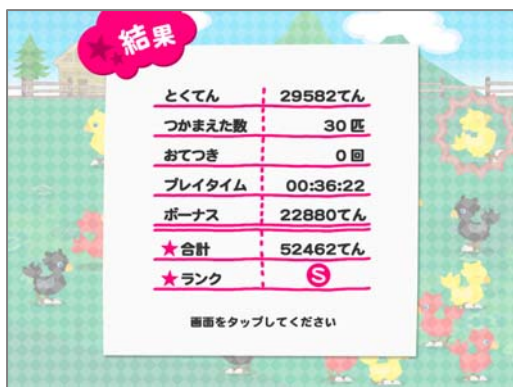 結果
とくてん 29582てん
つかまえた数 30 匹
おてつき 0 回
プレイタイム 00:36:22
ボーナス 22880てん
★合計 52462てん
★ランク S
画面をタップしてください